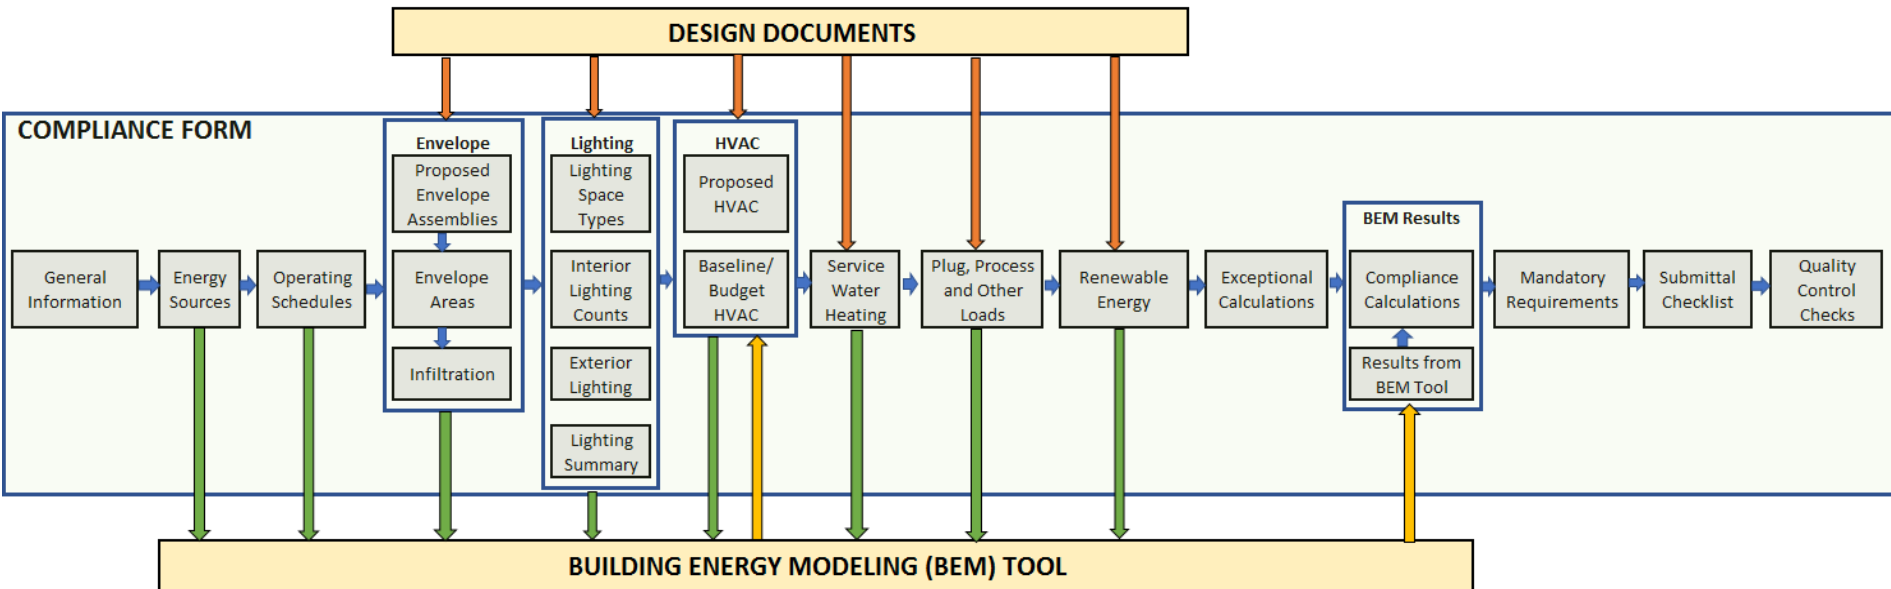 DESIGN DOCUMENTS
COMPLIANCE FORM
General
Information
Energy
Sources
Operating
Schedules
Envelope
Proposed
Envelope
Assemblies
Envelope
Areas
Infiltration
Lighting
Lighting
Space
Types
Interior
Lighting
Counts
Exterior
Lighting
Lighting
Summary
HVAC
Proposed
HVAC
Baseline/
Budget
HVAC
Service
Water
Heating
Plug, Process
and Other
Loads
Renewable
Energy
Exceptional
Calculations
BEM Results
Compliance
Calculations
Results from
BEM Tool
Mandatory
Requirements
Submittal
Checklist
Quality
Control
Checks
BUILDING ENERGY MODELING (BEM) TOOL